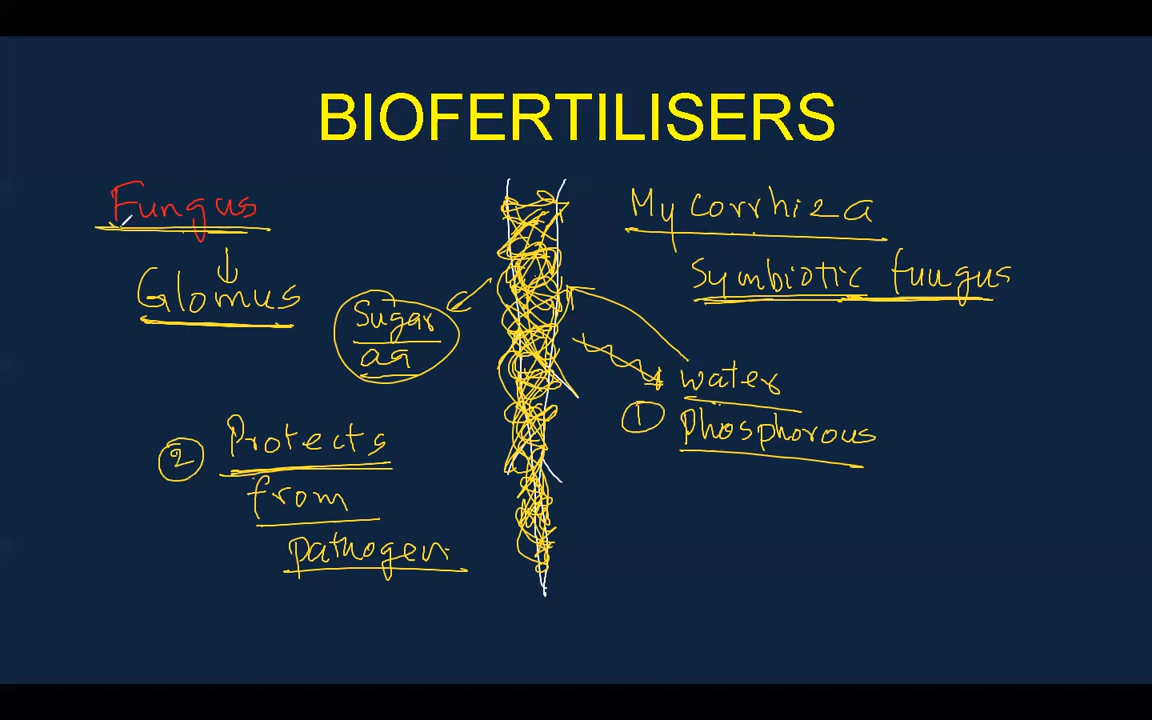 BIOFERTILISERS
Fungus
Glomus
Mycorrhiza
Symbiotic fungus
Sugar
aa
water
① Phosphorous
② Protects
from
pathogen